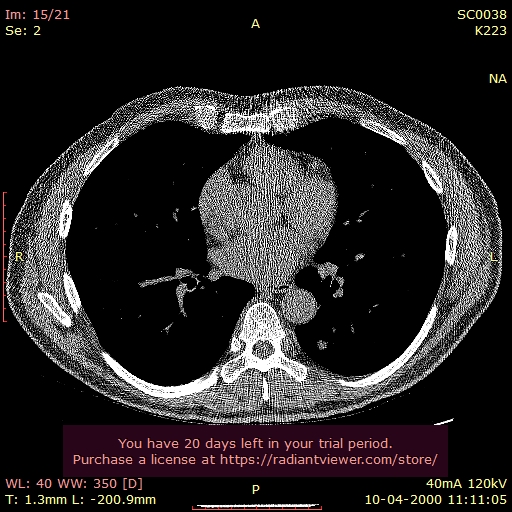 Im: 15/21
Se: 2
A
SC0038
K223
NA
R
L
You have 20 days left in your trial period.
Purchase a license at https://radiantviewer.com/store/
WL: 40 WW: 350 [D]
T: 1.3mm L: -200.9mm
P
40mA 120kV
10-04-2000 11:11:05